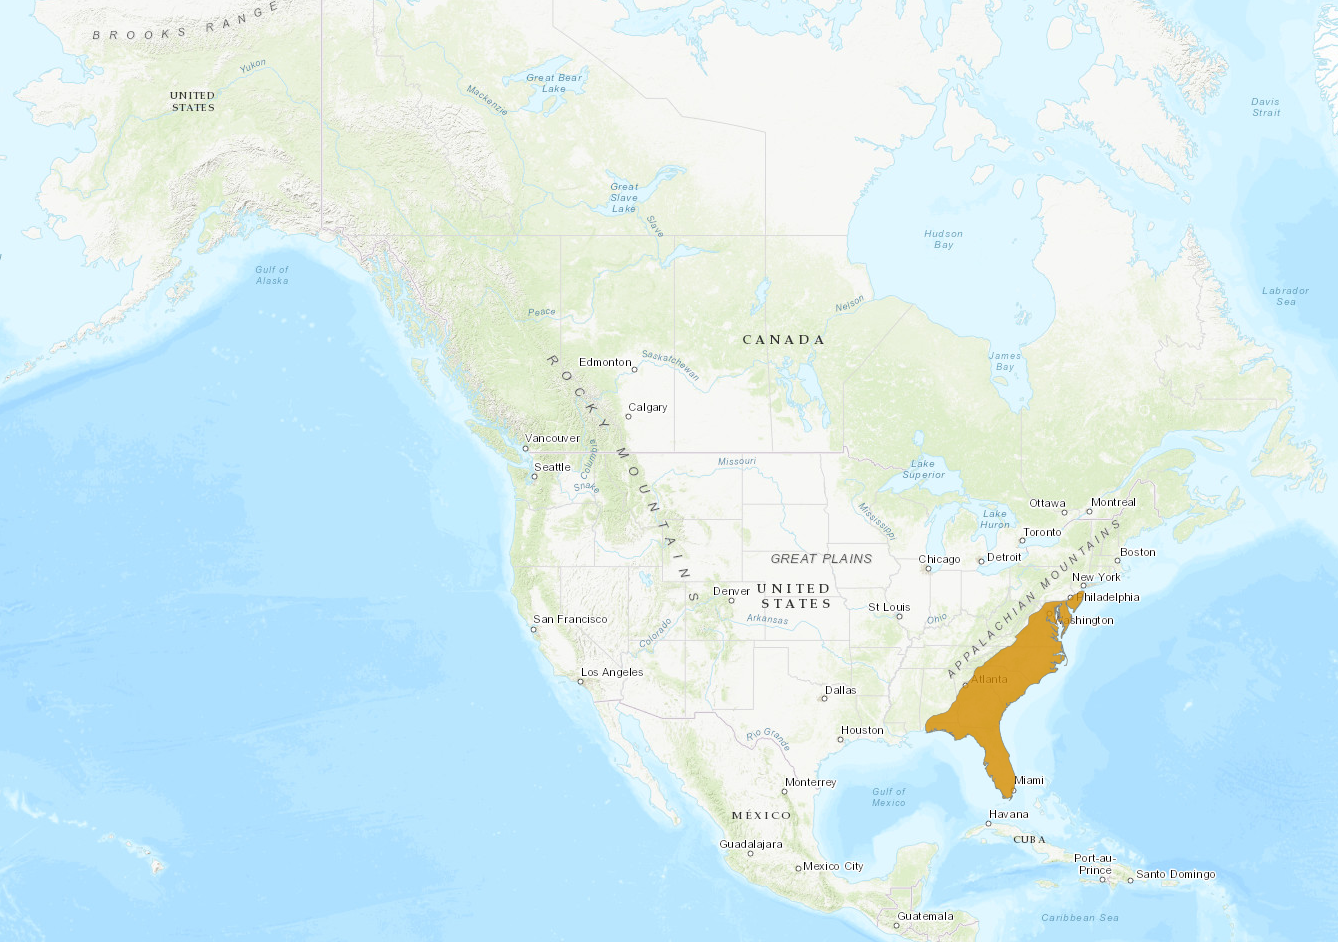 BROOKS RANGE
Yukon
UNITED
STATES
Great Bear
Lake
Mackenzie
Davis
Strait
Great
Slave
Lake
Slave
Hudson
Bay
Gulf of
Alaska
Labrador
Sea
Peace
Nelson
CANADA
James
Bay
Edmonton
Saskatchewan
ROCKY MOUNTAINS
Calgary
Vancouver
Columbia
Seattle
Snake
Missouri
Lake
Superior
Mississippi
Ottawa
Montreal
Lake
Huron
Toronto
Boston
GREAT PLAINS
Chicago
Detroit
APPALACHIAN MOUNTAINS
New York
Denver
UNITED
STATES
Philadelphia
St Louis
Ohio
Washington
San Francisco
Colorado
Arkansas
Los Angeles
Atlanta
Dallas
Houston
Rio Grande
Monterrey
Miami
Gulf of
Mexico
MÉXICO
Havana
CUBA
Guadalajara
Mexico City
Port-au-
Prince
Santo Domingo
Guatemala
Caribbean Sea